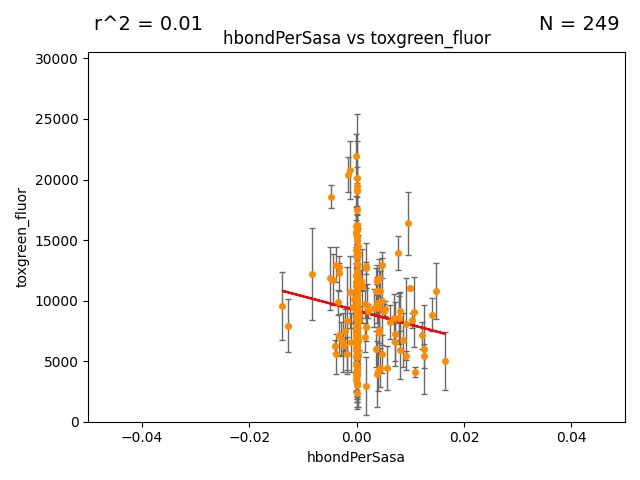 r^2 = 0.01
N = 249
hbondPerSasa vs toxgreen_fluor
30000
25000
20000
15000
10000
5000
0
toxgreen_fluor
−0.04
−0.02
0.00
0.02
0.04
hbondPerSasa